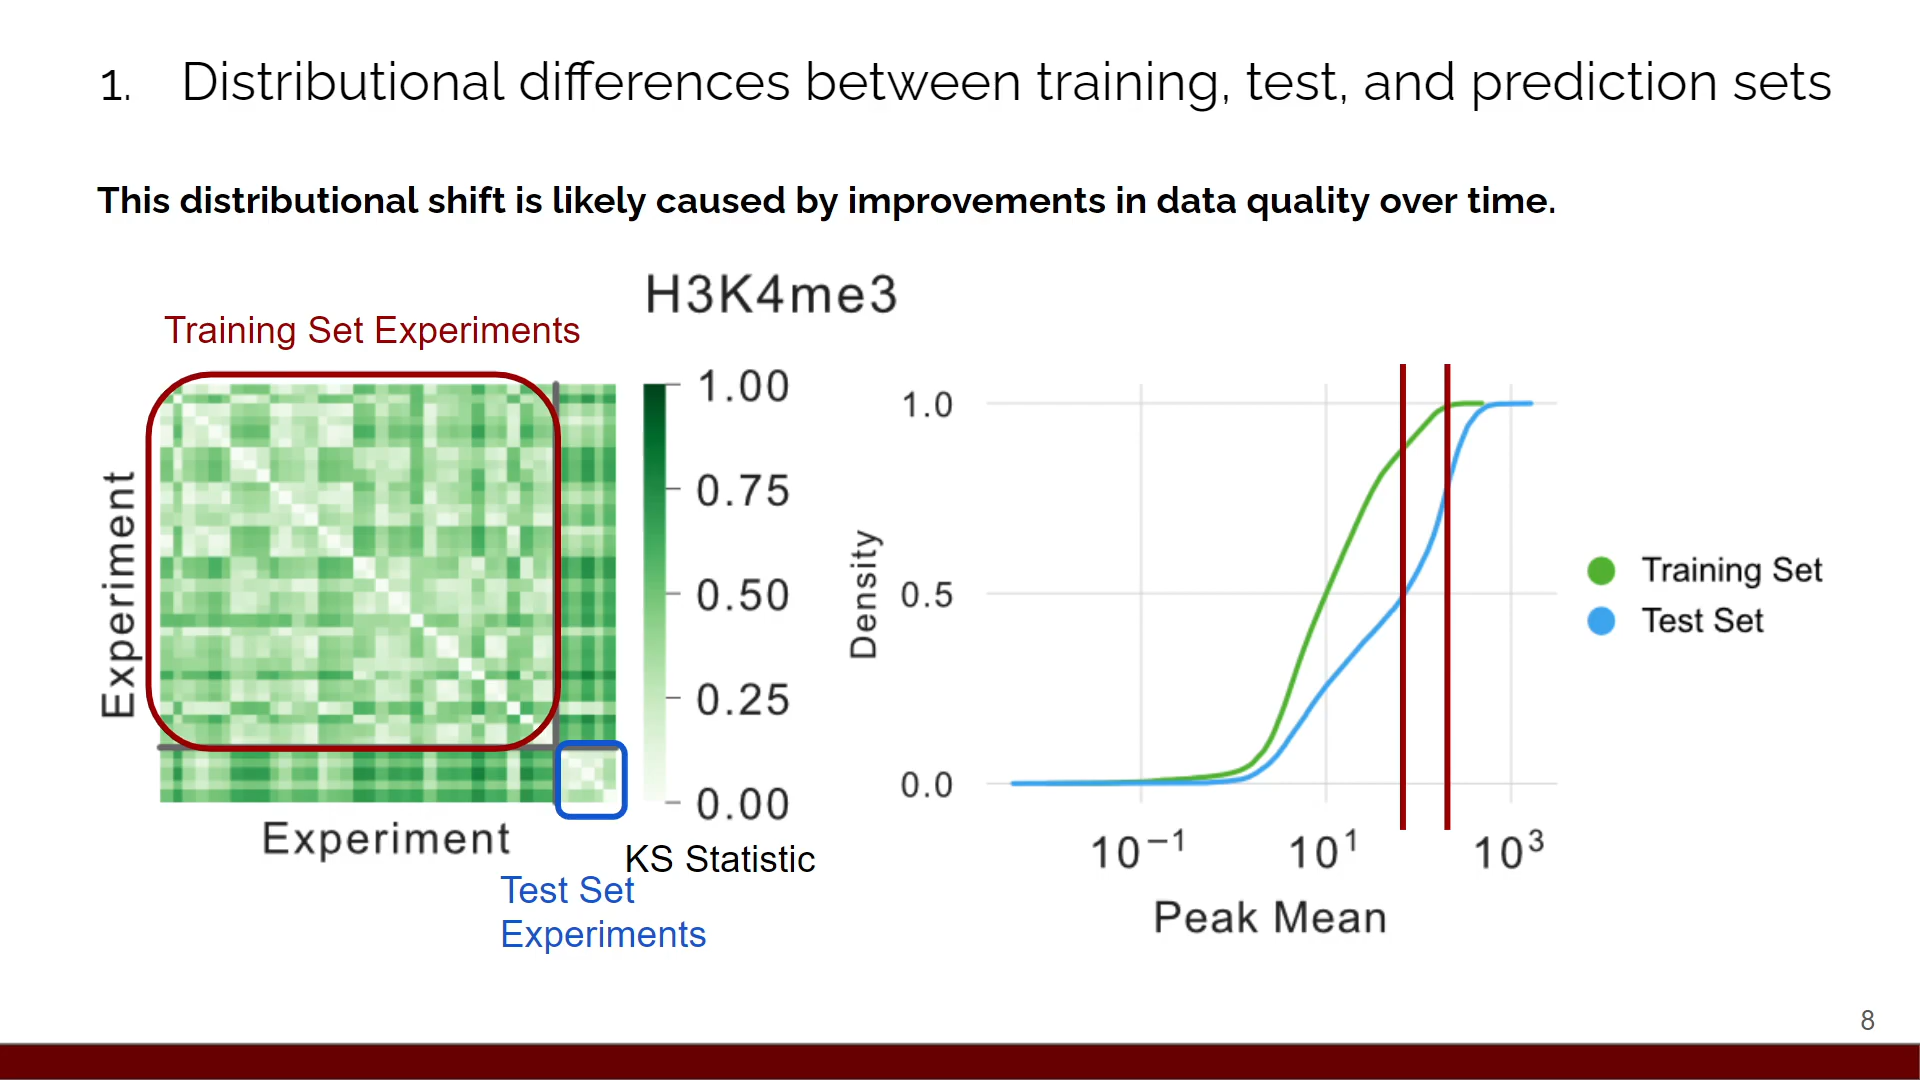 1. Distributional differences between training, test, and prediction sets
This distributional shift is likely caused by improvements in data quality over time.
H3K4me3
Training Set Experiments
Experiment
Experiment
1.00
0.75
0.50
0.25
0.00
KS Statistic
Test Set
Experiments
Density
1.0
0.5
0.0
10⁻¹ 10¹ 10³
Peak Mean
Training Set
Test Set
8